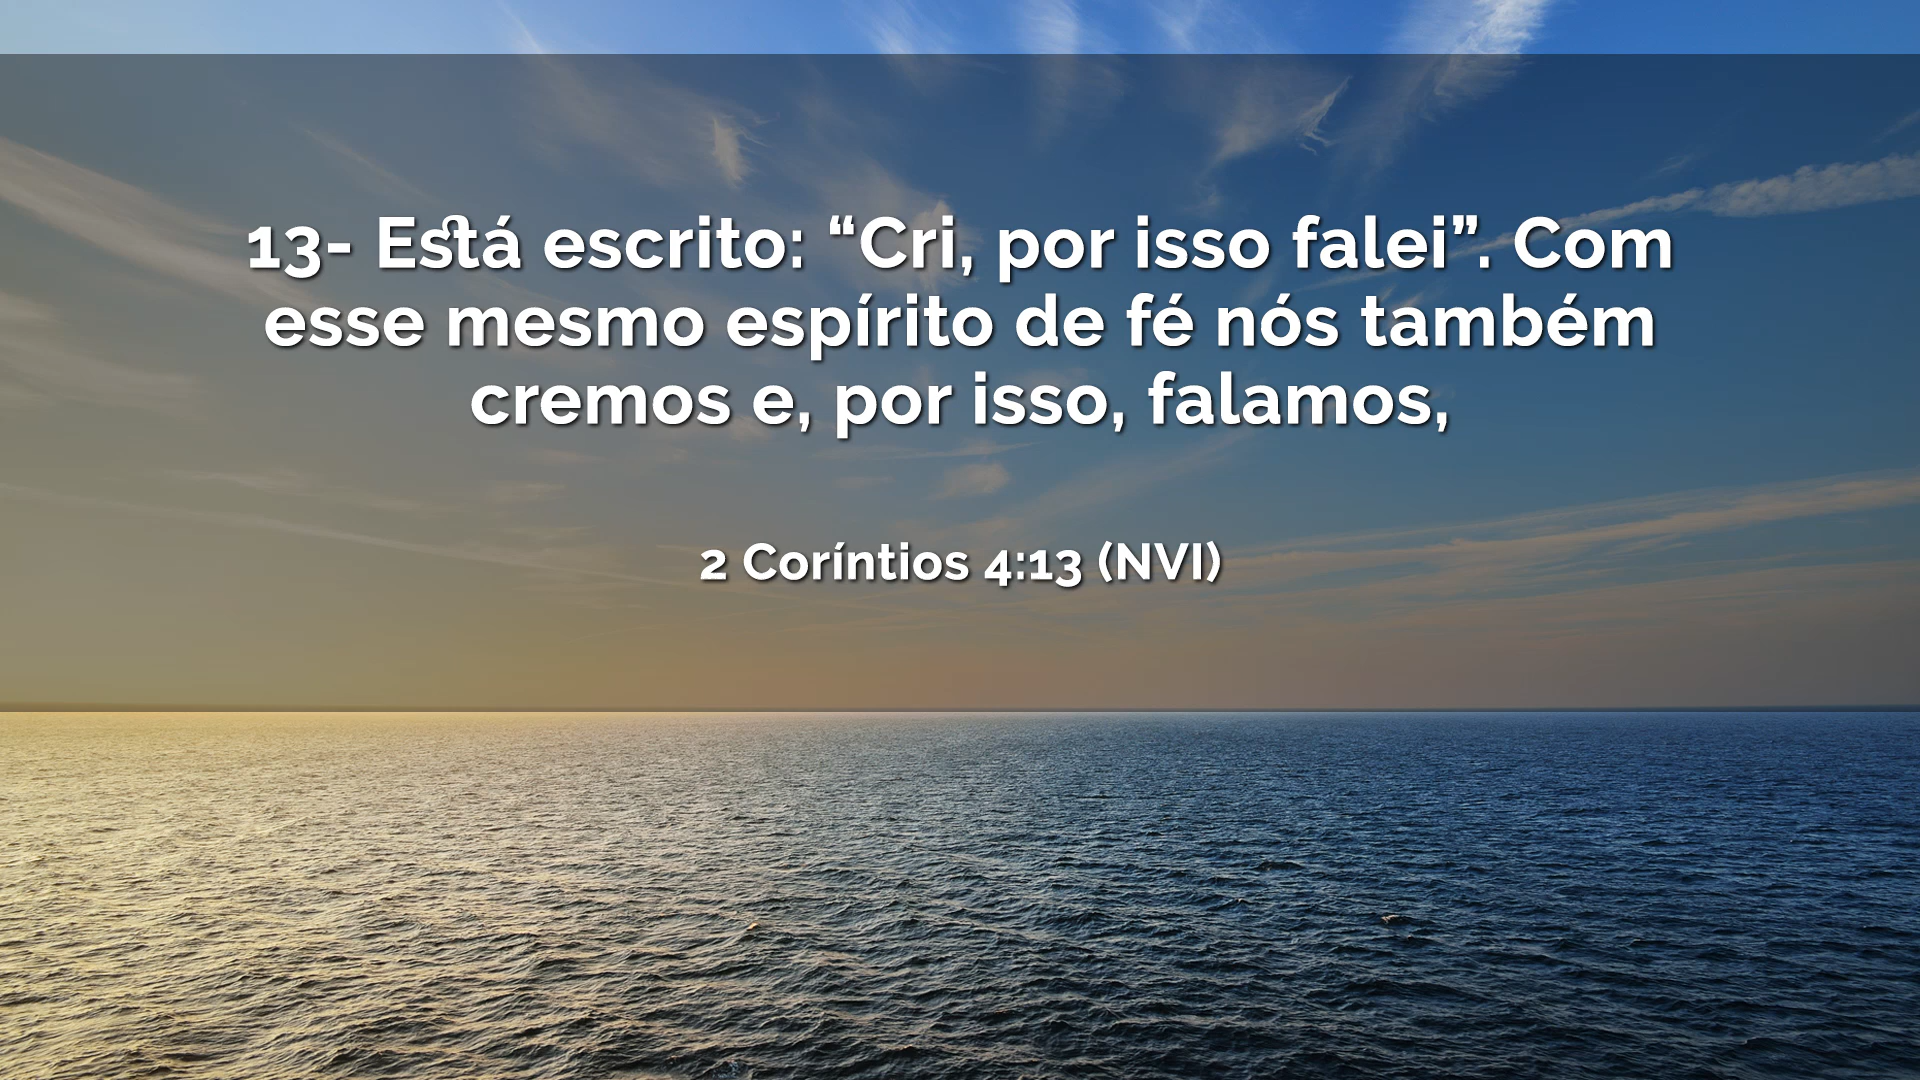 13- Está escrito: “Cri, por isso falei”. Com
esse mesmo espírito de fé nós também
cremos e, por isso, falamos,
2 Coríntios 4:13 (NVI)